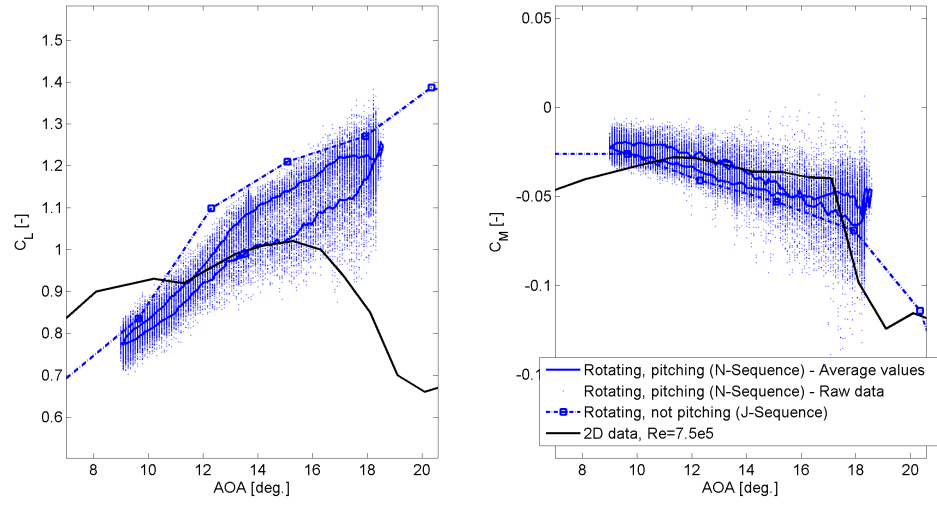 1.5
1.4
1.3
1.2
1.1
1
0.9
0.8
0.7
0.6
C_L [-]
8 10 12 14 16 18 20
AOA [deg.]
0.05
0
-0.05
-0.1
-0.1
C_M [-]
Rotating, pitching (N-Sequence) - Average values
Rotating, pitching (N-Sequence) - Raw data
Rotating, not pitching (J-Sequence)
2D data, Re=7.5e5
8 10 12 14 16 18 20
AOA [deg.]